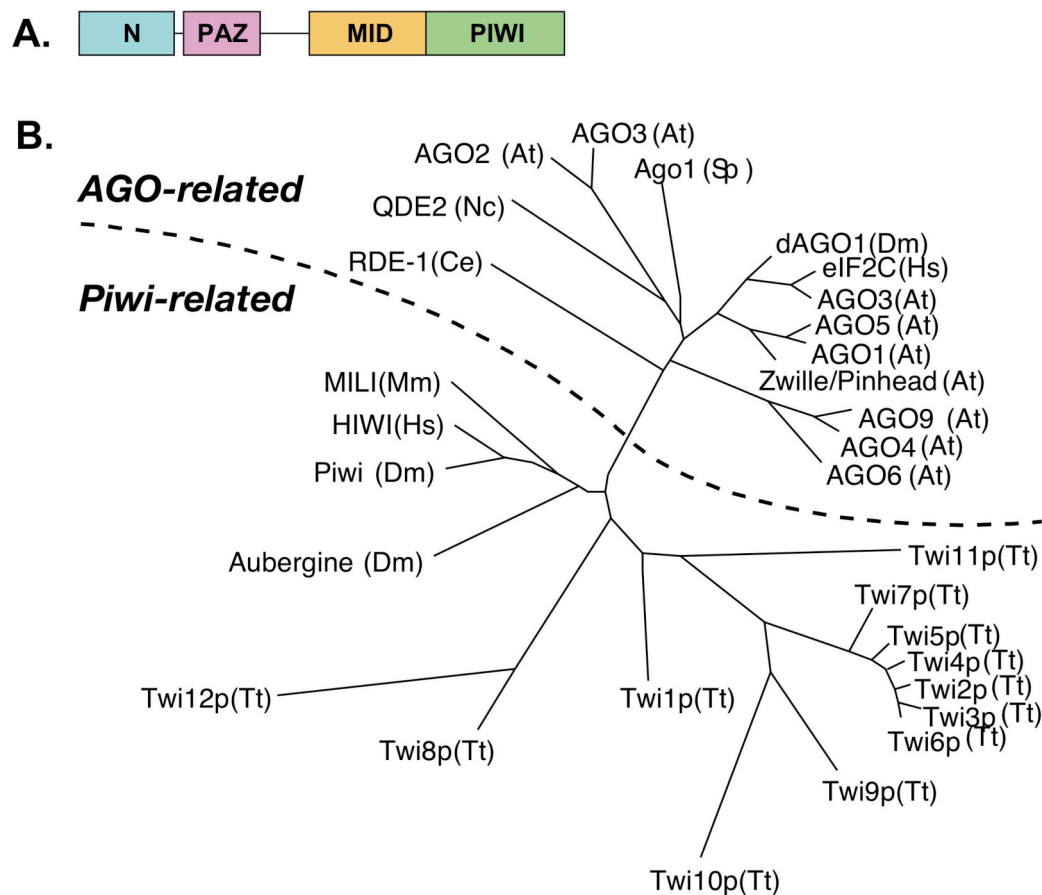 A.
N
PAZ
MID
PIWI
B.
AGO-related
Piwi-related
AGO3 (At)
AGO2 (At)
Ago1 (Sp)
QDE2 (Nc)
RDE-1(Ce)
dAGO1(Dm)
eIF2C(Hs)
AGO3(At)
AGO5 (At)
AGO1(At)
Zwille/Pinhead (At)
AGO9 (At)
AGO4 (At)
AGO6 (At)
MILI(Mm)
HIWI(Hs)
Piwi (Dm)
Aubergine (Dm)
Twi11p(Tt)
Twi7p(Tt)
Twi5p(Tt)
Twi4p(Tt)
Twi2p(Tt)
Twi3p(Tt)
Twi6p(Tt)
Twi12p(Tt)
Twi1p(Tt)
Twi8p(Tt)
Twi9p(Tt)
Twi10p(Tt)